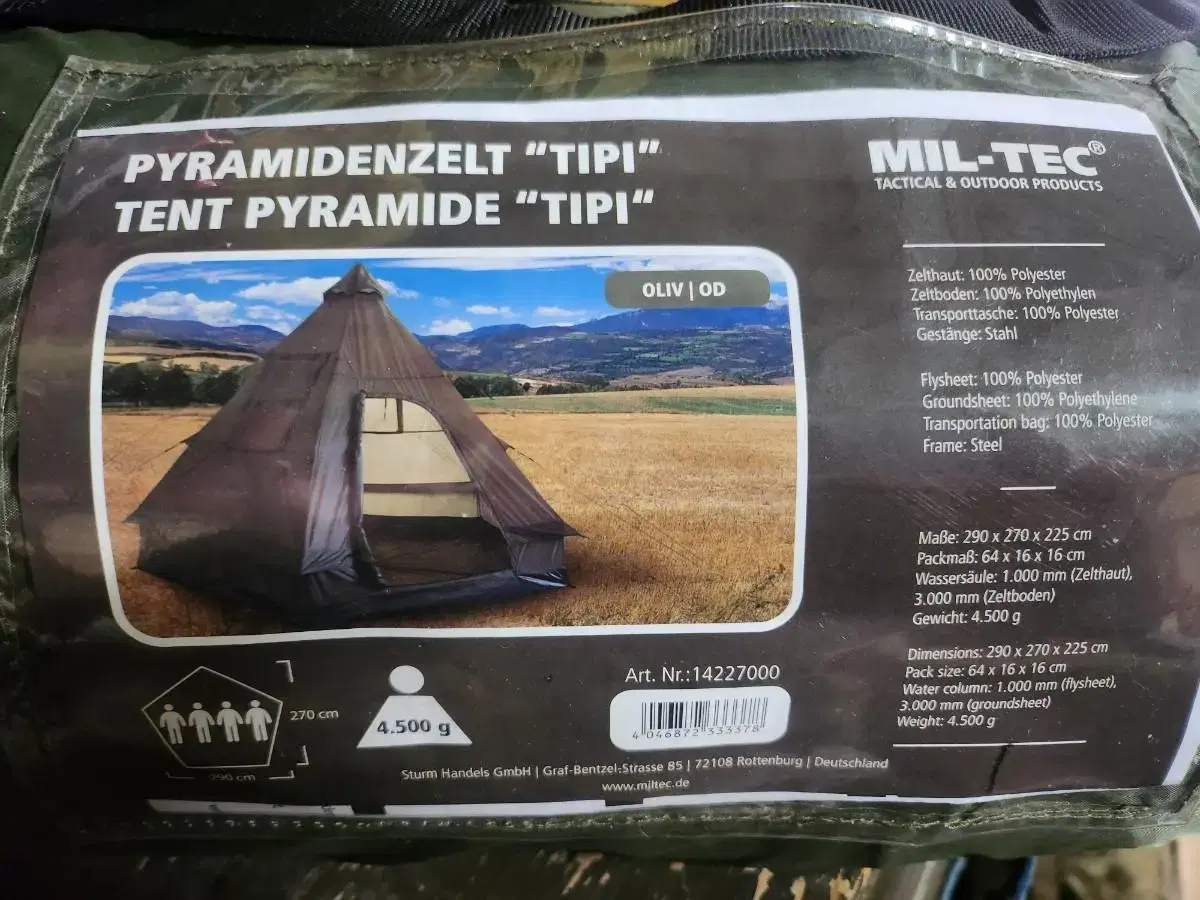 PYRAMIDENZELT "TIPI"
TENT PYRAMIDE "TIPI"
OLIV | OD
MIL-TEC®
TACTICAL & OUTDOOR PRODUCTS
Zelthaut: 100% Polyester
Zeltboden: 100% Polyethylen
Transporttasche: 100% Polyester
Gestänge: Stahl
Flysheet: 100% Polyester
Groundsheet: 100% Polyethylene
Transportation bag: 100% Polyester
Frame: Steel
Maße: 290 x 270 x 225 cm
Packmaß: 64 x 16 x 16 cm
Wassersäule: 1.000 mm (Zelthaut),
3.000 mm (Zeltboden)
Gewicht: 4.500 g
Dimensions: 290 x 270 x 225 cm
Pack size: 64 x 16 x 16 cm
Water column: 1.000 mm (flysheet),
3.000 mm (groundsheet)
Weight: 4.500 g
270 cm
290 cm
4.500 g
Art. Nr.:14227000
4 046872 333378
Sturm Handels GmbH | Graf-Bentzel-Strasse 85 | 72108 Rottenburg | Deutschland
www.miltec.de